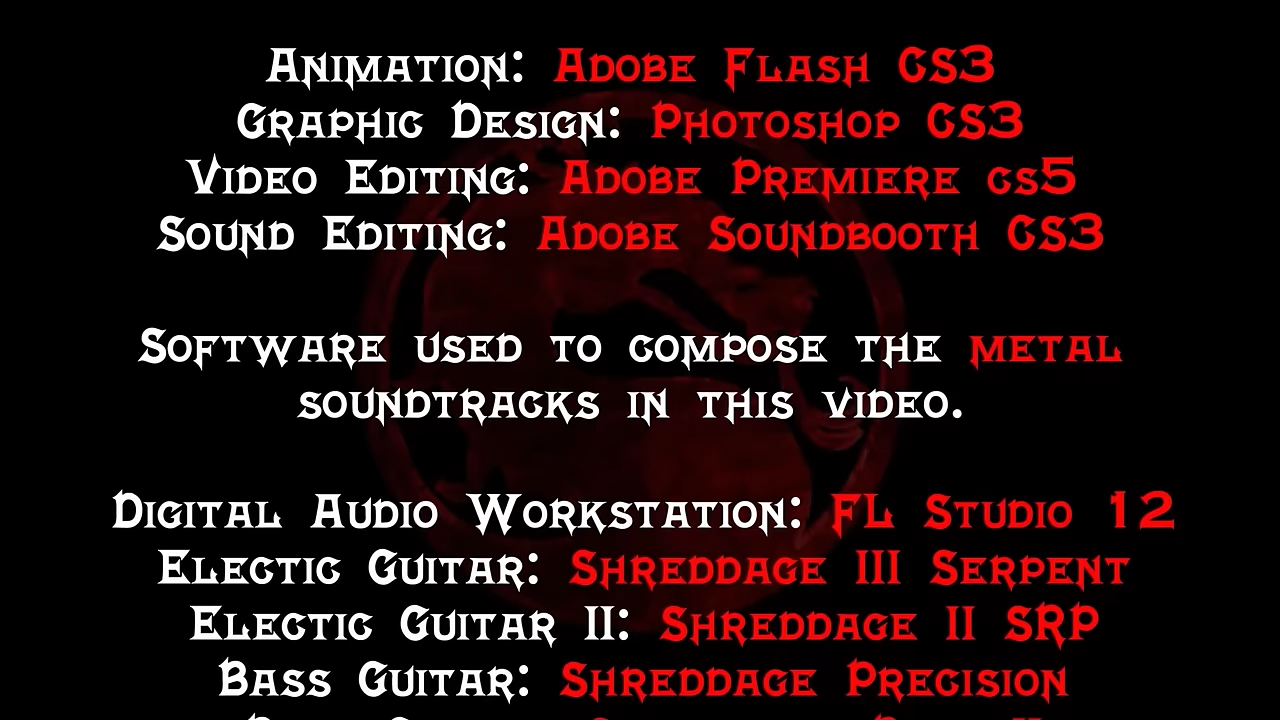 Animation: Adobe Flash CS3
Graphic Design: Photoshop CS3
Video Editing: Adobe Premiere cs5
Sound Editing: Adobe Soundbooth CS3
Software used to compose the metal
soundtracks in this video.
Digital Audio Workstation: FL Studio 12
Electic Guitar: Shreddage III Serpent
Electic Guitar II: Shreddage II SRP
Bass Guitar: Shreddage Precision